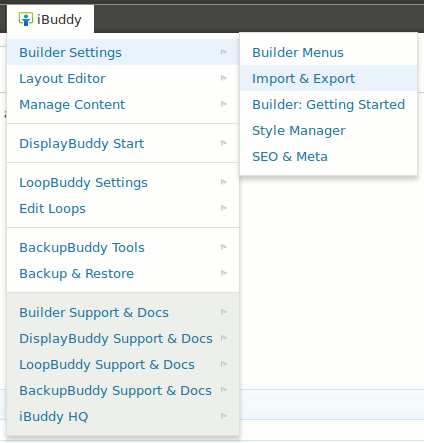 iBuddy
Builder Settings
Layout Editor
Manage Content
DisplayBuddy Start
LoopBuddy Settings
Edit Loops
BackupBuddy Tools
Backup & Restore
Builder Support & Docs
DisplayBuddy Support & Docs
LoopBuddy Support & Docs
BackupBuddy Support & Docs
iBuddy HQ
Builder Menus
Import & Export
Builder: Getting Started
Style Manager
SEO & Meta